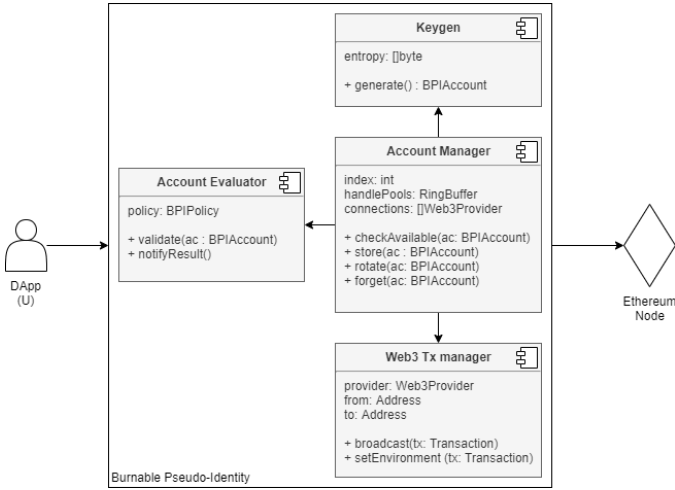 Keygen
entropy: []byte
+ generate() : BPIAccount
Account Manager
index: int
handlePools: RingBuffer
connections: []Web3Provider
+ checkAvailable(ac: BPIAccount)
+ store(ac : BPIAccount)
+ rotate(ac: BPIAccount)
+ forget(ac: BPIAccount)
Account Evaluator
policy: BPIPolicy
+ validate(ac : BPIAccount)
+ notifyResult()
DApp
(U)
Ethereum
Node
Web3 Tx manager
provider: Web3Provider
from: Address
to: Address
+ broadcast(tx: Transaction)
+ setEnvironment (tx: Transaction)
Burnable Pseudo-Identity